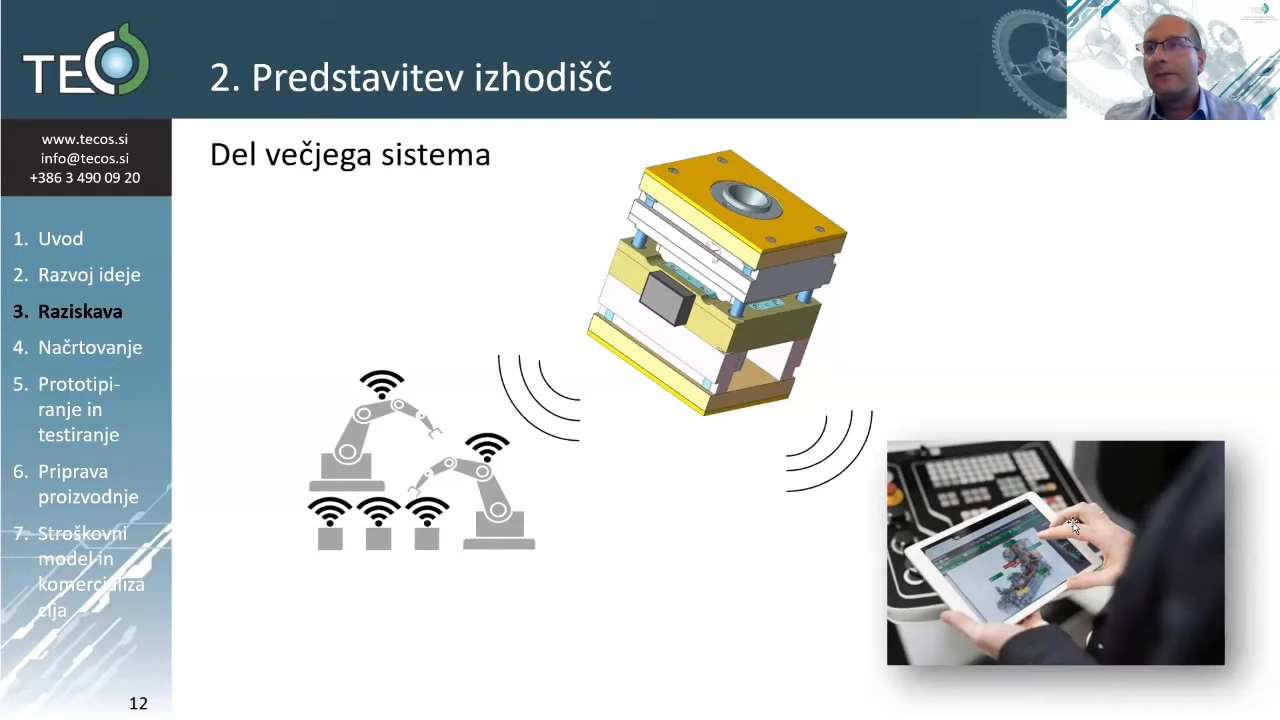 TECOS
2. Predstavitev izhodišč
www.tecos.si
info@tecos.si
+386 3 490 09 20
Del večjega sistema
1. Uvod
2. Razvoj ideje
3. Raziskava
4. Načrtovanje
5. Prototipi-
ranje in
testiranje
6. Priprava
proizvodnje
7. Stroškovni
model in
komercializa
cija
12